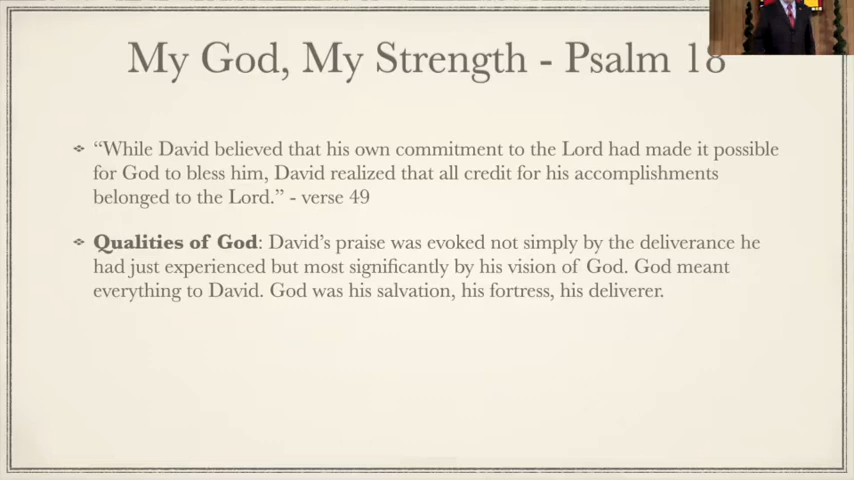 My God, My Strength - Psalm 18
“While David believed that his own commitment to the Lord had made it possible
for God to bless him, David realized that all credit for his accomplishments
belonged to the Lord.” - verse 49
Qualities of God: David’s praise was evoked not simply by the deliverance he
had just experienced but most significantly by his vision of God. God meant
everything to David. God was his salvation, his fortress, his deliverer.